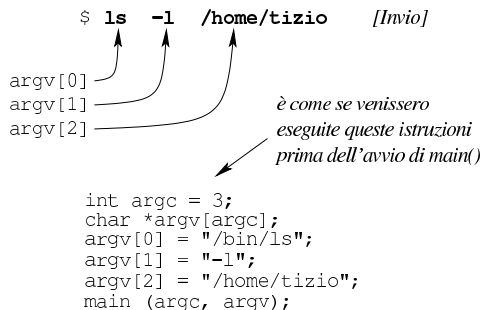 $ ls -l /home/tizio [Invio]
argv[0]
argv[1]
argv[2]
è come se venissero
eseguite queste istruzioni
prima dell'avvio di main()
int argc = 3;
char *argv[argc];
argv[0] = "/bin/ls";
argv[1] = "-l";
argv[2] = "/home/tizio";
main (argc, argv);